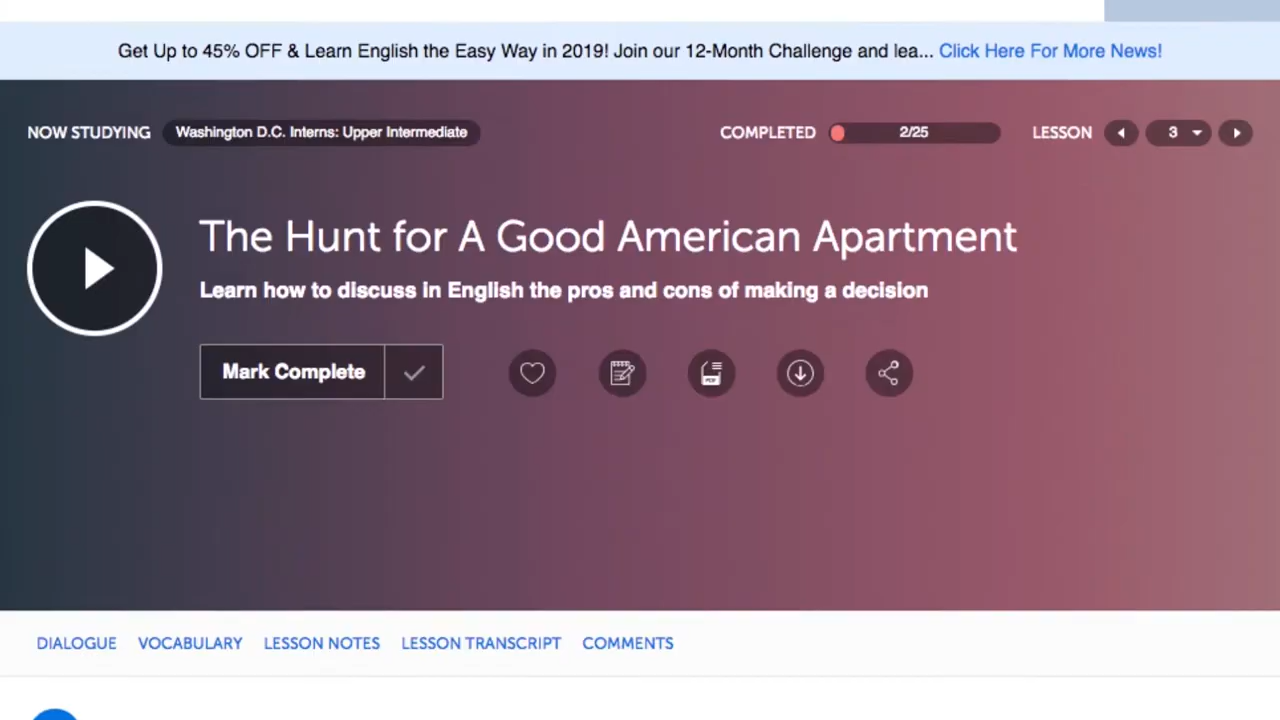 Get Up to 45% OFF & Learn English the Easy Way in 2019! Join our 12-Month Challenge and lea... Click Here For More News!
NOW STUDYING Washington D.C. Interns: Upper Intermediate COMPLETED 2/25 LESSON 3
The Hunt for A Good American Apartment
Learn how to discuss in English the pros and cons of making a decision
Mark Complete
PDF
DIALOGUE VOCABULARY LESSON NOTES LESSON TRANSCRIPT COMMENTS